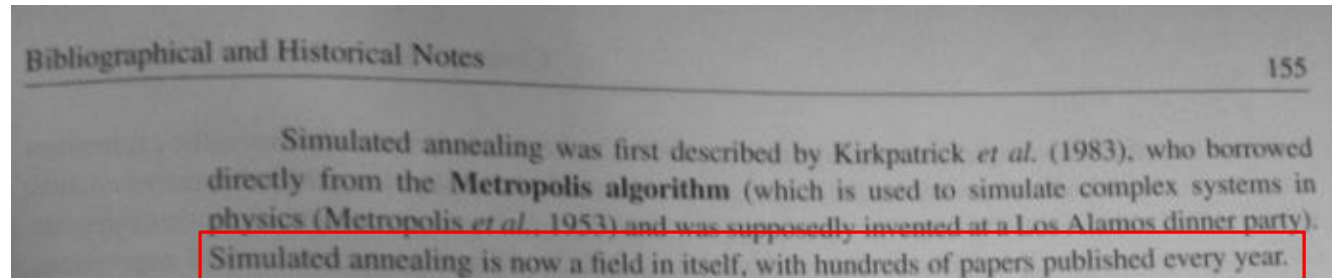 Bibliographical and Historical Notes
155
Simulated annealing was first described by Kirkpatrick et al. (1983), who borrowed
directly from the Metropolis algorithm (which is used to simulate complex systems in
physics (Metropolis et al., 1953) and was supposedly invented at a Los Alamos dinner party).
Simulated annealing is now a field in itself, with hundreds of papers published every year.